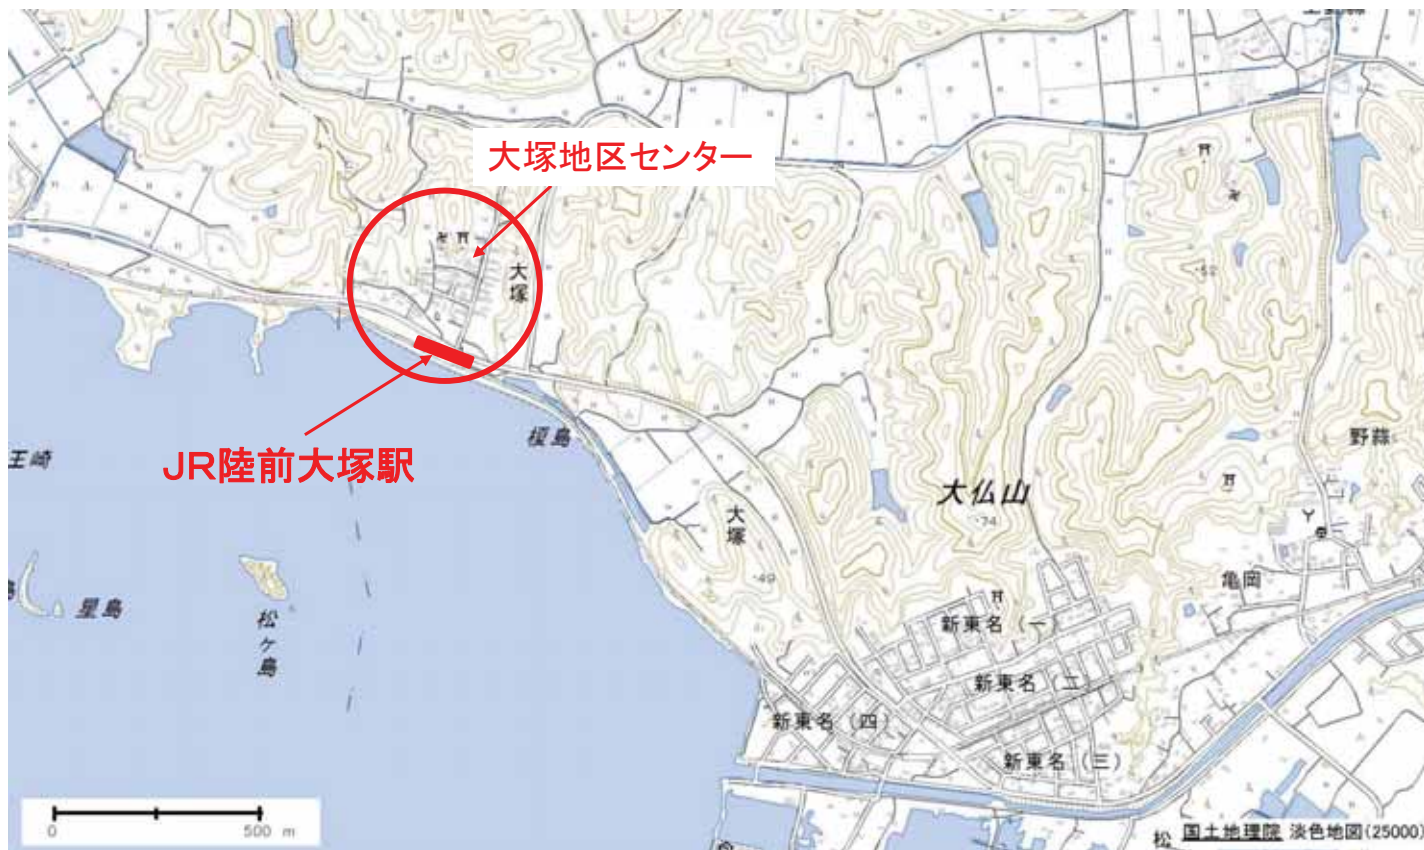 大塚地区センター
大塚
JR陸前大塚駅
榎島
王崎
野蒜
大仏山
・52
・74
大塚
・49
亀岡
星島
松ヶ島
新東名(一)
新東名(二)
新東名(四)
新東名(三)
0 500 m
松
国土地理院 淡色地図(25000)